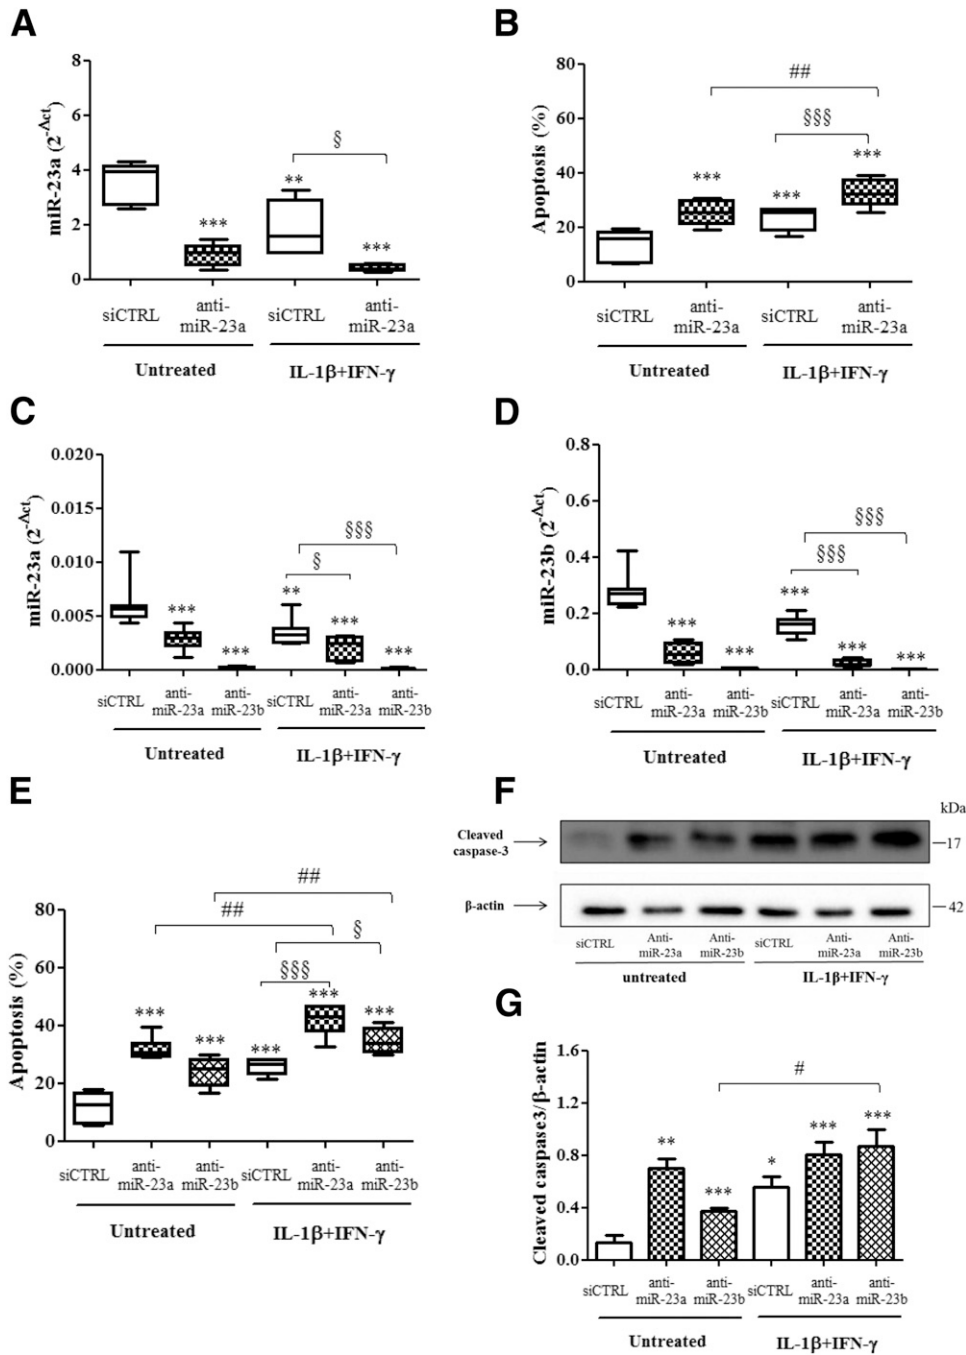 A
8
6
4
2
0
miR-23a (2^-Δct)
***
**
§
***
siCTRL
anti-
miR-23a
siCTRL
anti-
miR-23a
Untreated
IL-1β+IFN-γ
B
80
60
40
20
0
Apoptosis (%)
##
§§§
***
***
***
siCTRL
anti-
miR-23a
siCTRL
anti-
miR-23a
Untreated
IL-1β+IFN-γ
C
0.020
0.015
0.010
0.005
0.000
miR-23a (2^-Δct)
§§§
§
***
***
**
***
***
siCTRL
anti-
miR-23a
anti-
miR-23b
siCTRL
anti-
miR-23a
anti-
miR-23b
Untreated
IL-1β+IFN-γ
D
0.8
0.6
0.4
0.2
0.0
miR-23b (2^-Δct)
§§§
§§§
***
***
***
***
***
siCTRL
anti-
miR-23a
anti-
miR-23b
siCTRL
anti-
miR-23a
anti-
miR-23b
Untreated
IL-1β+IFN-γ
E
80
60
40
20
0
Apoptosis (%)
##
##
§
§§§
***
***
***
***
***
siCTRL
anti-
miR-23a
anti-
miR-23b
siCTRL
anti-
miR-23a
anti-
miR-23b
Untreated
IL-1β+IFN-γ
F
kDa
Cleaved
caspase-3
17
β-actin
42
siCTRL
Anti-
miR-23a
Anti-
miR-23b
siCTRL
Anti-
miR-23a
Anti-
miR-23b
untreated
IL-1β+IFN-γ
G
1.6
1.2
0.8
0.4
0.0
Cleaved caspase3/β-actin
#
**
***
*
***
***
siCTRL
anti-
miR-23a
anti-
miR-23b
siCTRL
anti-
miR-23a
anti-
miR-23b
Untreated
IL-1β+IFN-γ